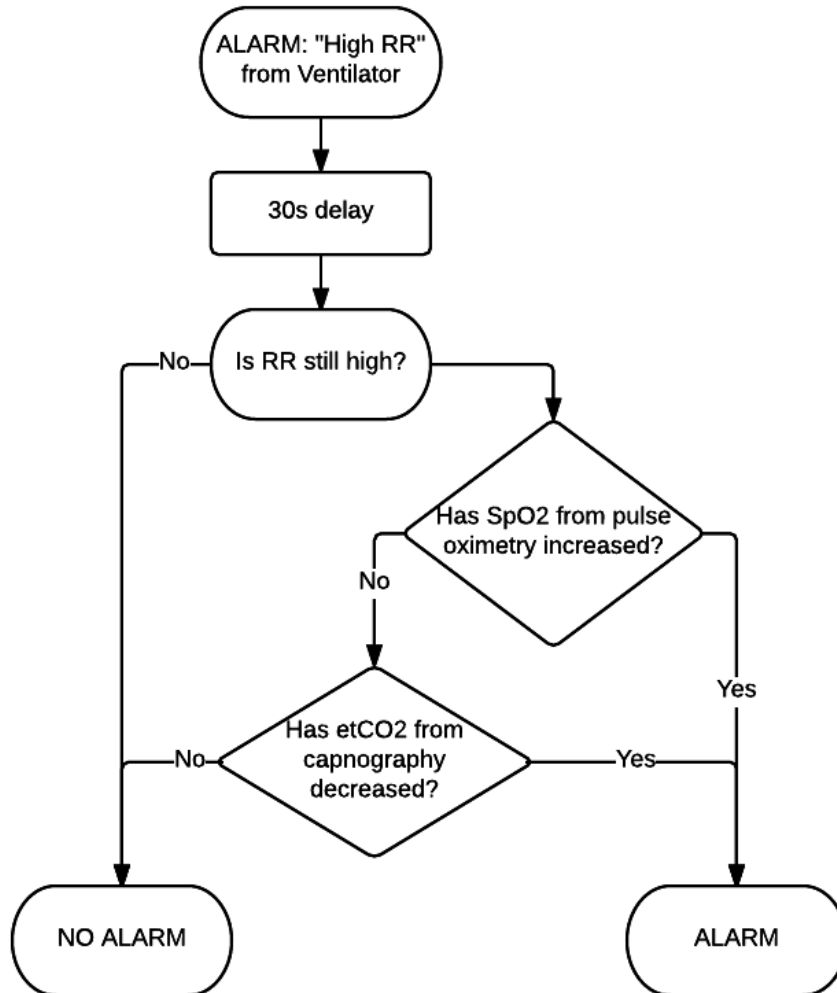 ALARM: "High RR"
from Ventilator
30s delay
Is RR still high?
No
Has SpO2 from pulse
oximetry increased?
No
Yes
Has etCO2 from
capnography
decreased?
No
Yes
NO ALARM
ALARM